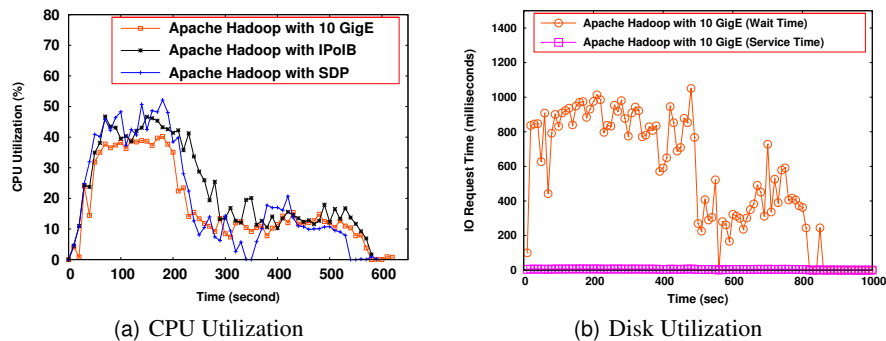 80
70
60
50
40
30
20
10
0
CPU Utilization (%)
Apache Hadoop with 10 GigE
Apache Hadoop with IPoIB
Apache Hadoop with SDP
0 100 200 300 400 500 600
Time (second)
(a) CPU Utilization
1400
1200
1000
800
600
400
200
0
IO Request Time (milliseconds)
Apache Hadoop with 10 GigE (Wait Time)
Apache Hadoop with 10 GigE (Service Time)
0 200 400 600 800 1000
Time (sec)
(b) Disk Utilization